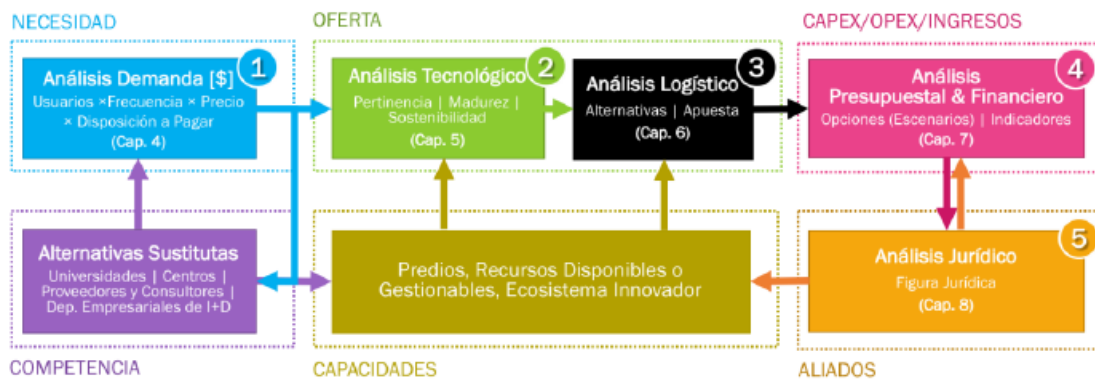 NECESIDAD
Análisis Demanda [$]
1
Usuarios ×Frecuencia × Precio
× Disposición a Pagar
(Cap. 4)
OFERTA
Análisis Tecnológico
2
Pertinencia | Madurez |
Sostenibilidad
(Cap. 5)
Análisis Logístico
3
Alternativas | Apuesta
(Cap. 6)
CAPEX/OPEX/INGRESOS
Análisis
4
Presupuestal & Financiero
Opciones (Escenarios) | Indicadores
(Cap. 7)
Alternativas Sustitutas
Universidades | Centros |
Proveedores y Consultores |
Dep. Empresariales de I+D
COMPETENCIA
Predios, Recursos Disponibles o
Gestionables, Ecosistema Innovador
CAPACIDADES
Análisis Jurídico
5
Figura Jurídica
(Cap. 8)
ALIADOS